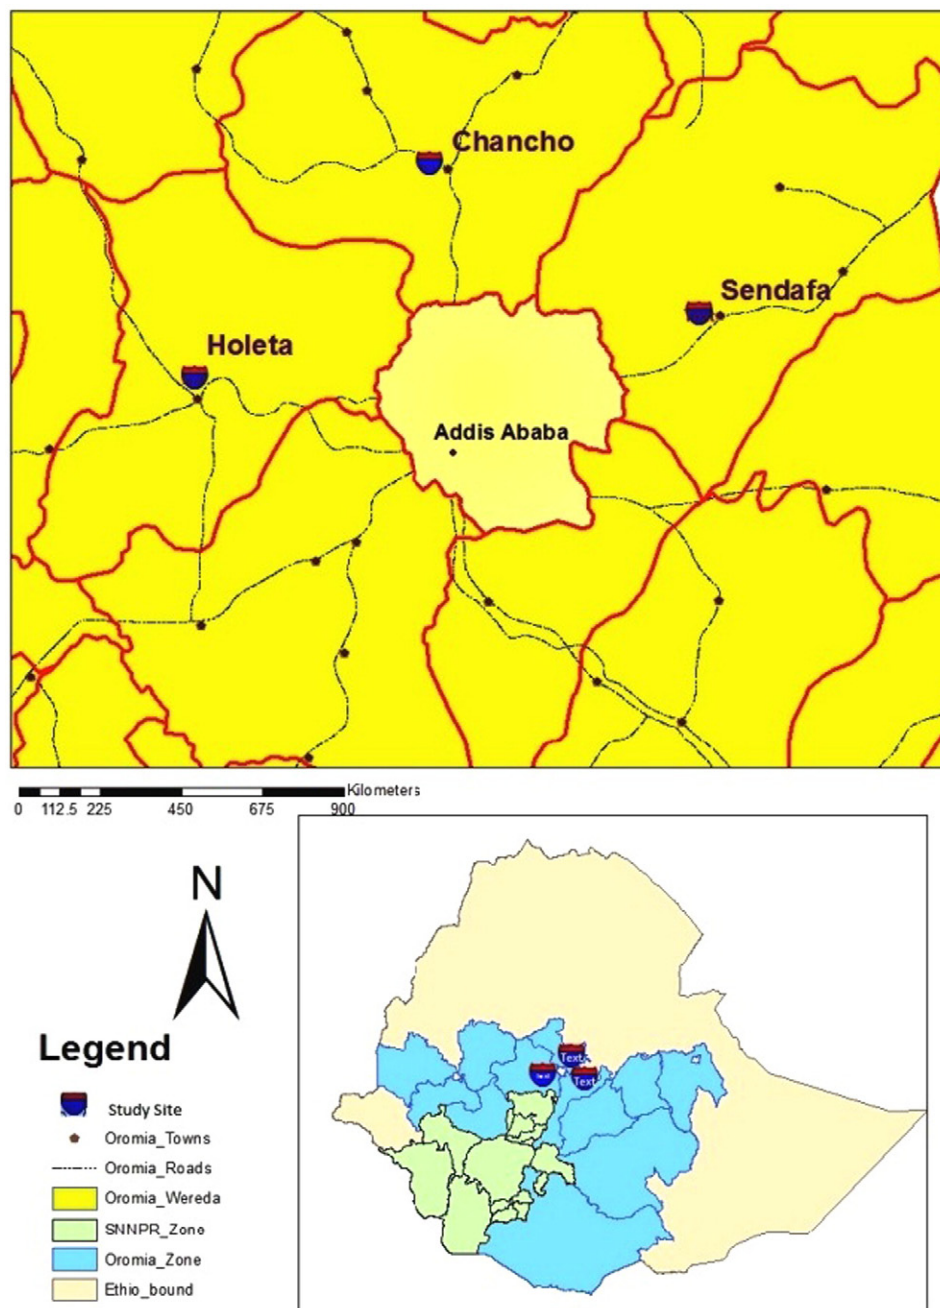 Chancho
Sendafa
Holeta
Addis Ababa
Kilometers
0 112.5 225 450 675 900
N
Legend
Study Site
Oromia_Towns
Oromia_Roads
Oromia_Wereda
SNNPR_Zone
Oromia_Zone
Ethio_bound
Text
Text
Text